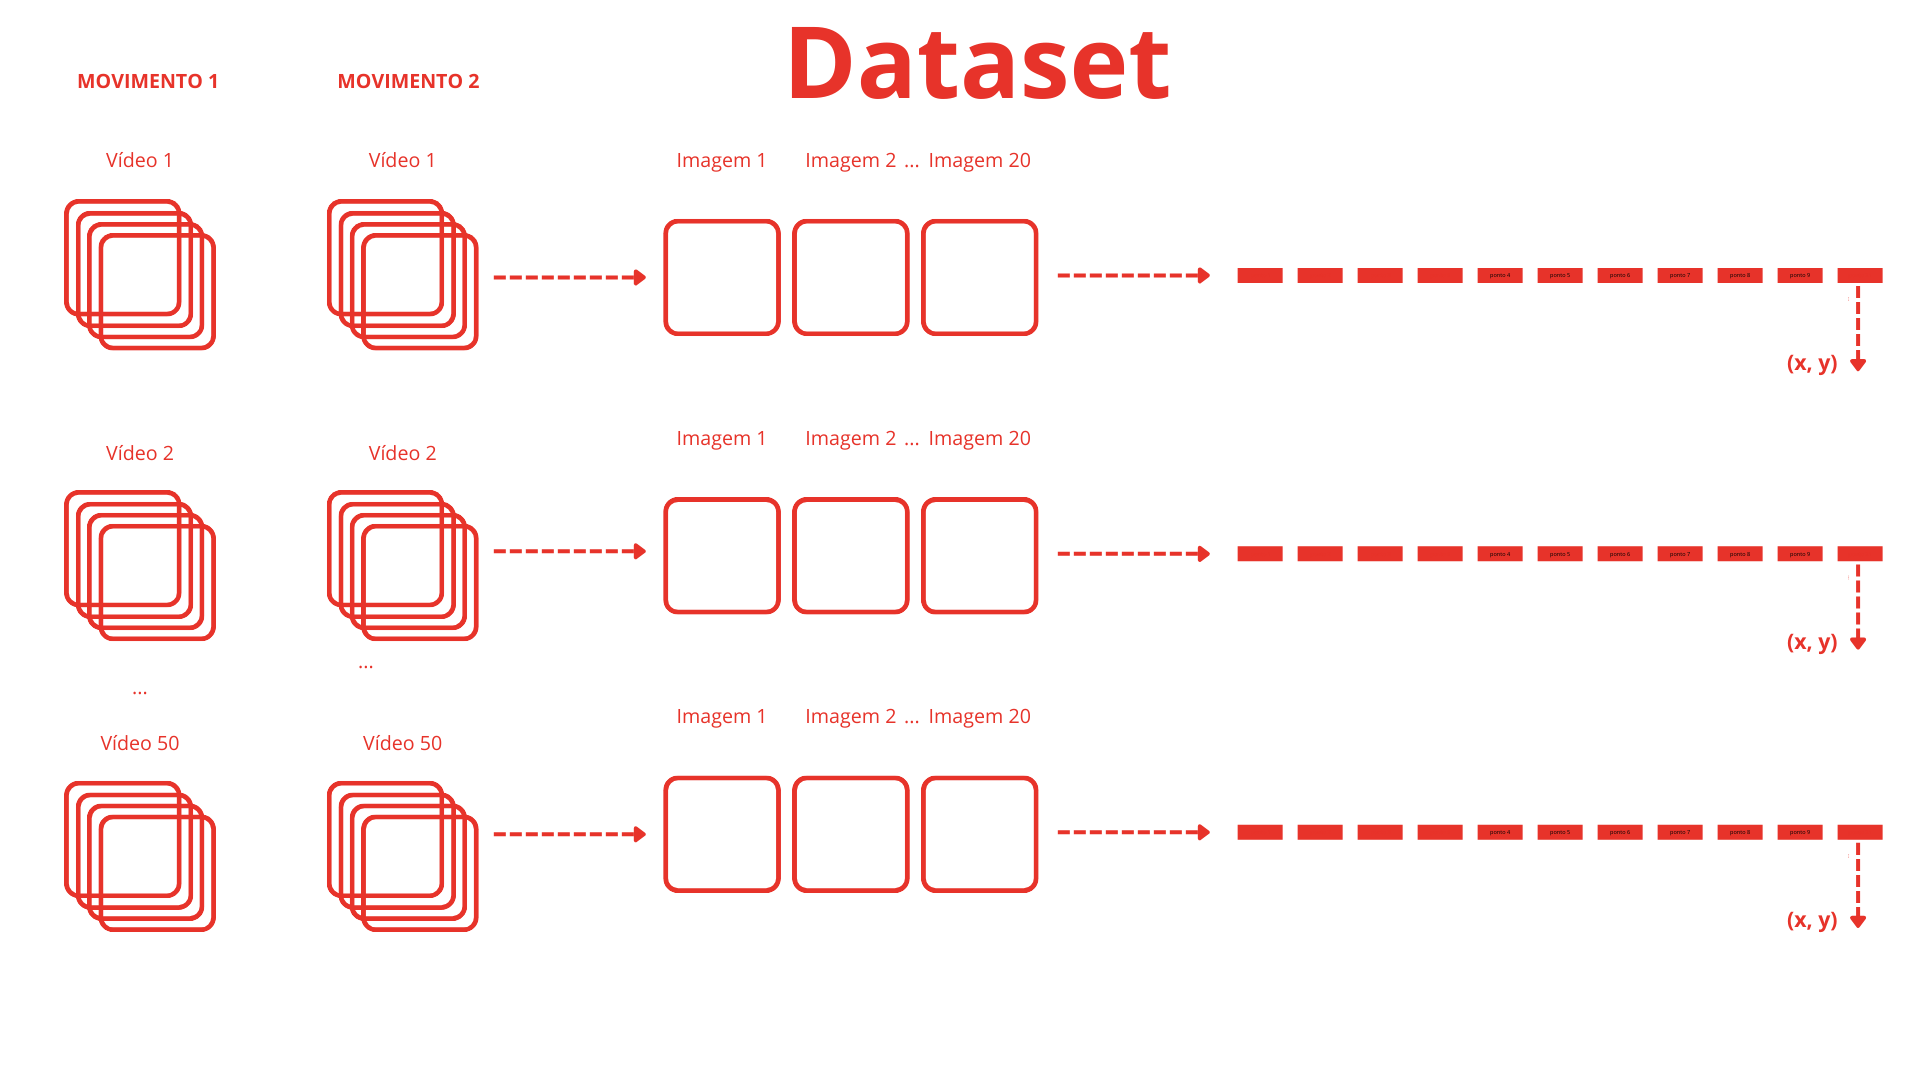 Dataset
MOVIMENTO 1
MOVIMENTO 2
Vídeo 1
Vídeo 1
Imagem 1
Imagem 2
...
Imagem 20
ponto 4
ponto 5
ponto 6
ponto 7
ponto 8
ponto 9
(x, y)
Vídeo 2
Vídeo 2
Imagem 1
Imagem 2
...
Imagem 20
ponto 4
ponto 5
ponto 6
ponto 7
ponto 8
ponto 9
(x, y)
...
...
Vídeo 50
Vídeo 50
Imagem 1
Imagem 2
...
Imagem 20
ponto 4
ponto 5
ponto 6
ponto 7
ponto 8
ponto 9
(x, y)